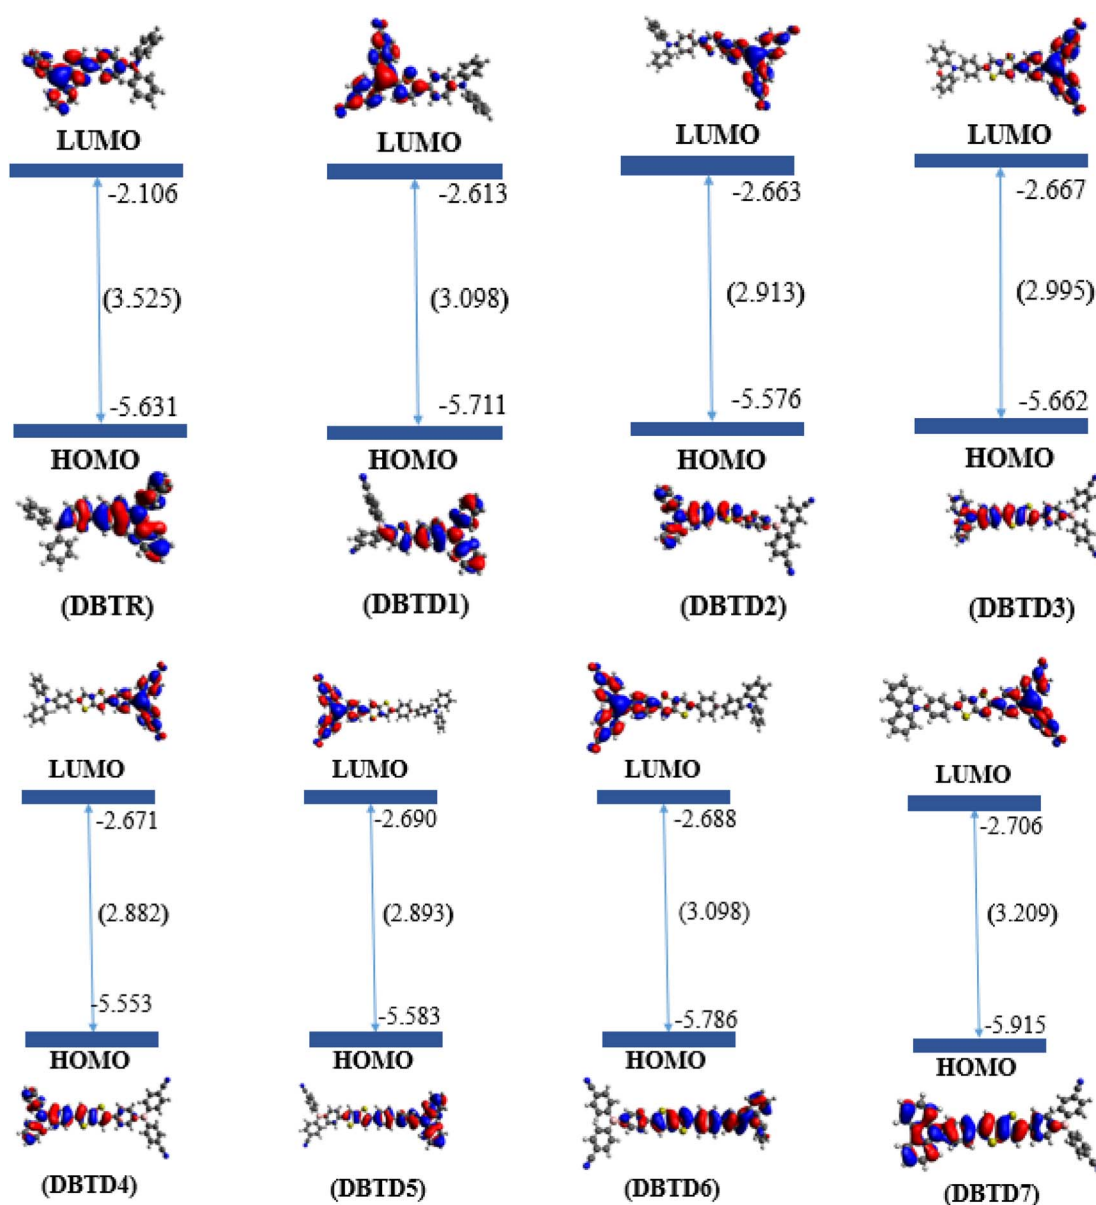 LUMO LUMO LUMO LUMO
-2.106 -2.613 -2.663 -2.667
(3.525) (3.098) (2.913) (2.995)
-5.631 -5.711 -5.576 -5.662
HOMO HOMO HOMO HOMO
(DBTR) (DBTD1) (DBTD2) (DBTD3)
LUMO LUMO LUMO LUMO
-2.671 -2.690 -2.688 -2.706
(2.882) (2.893) (3.098) (3.209)
-5.553 -5.583 -5.786 -5.915
HOMO HOMO HOMO HOMO
(DBTD4) (DBTD5) (DBTD6) (DBTD7)